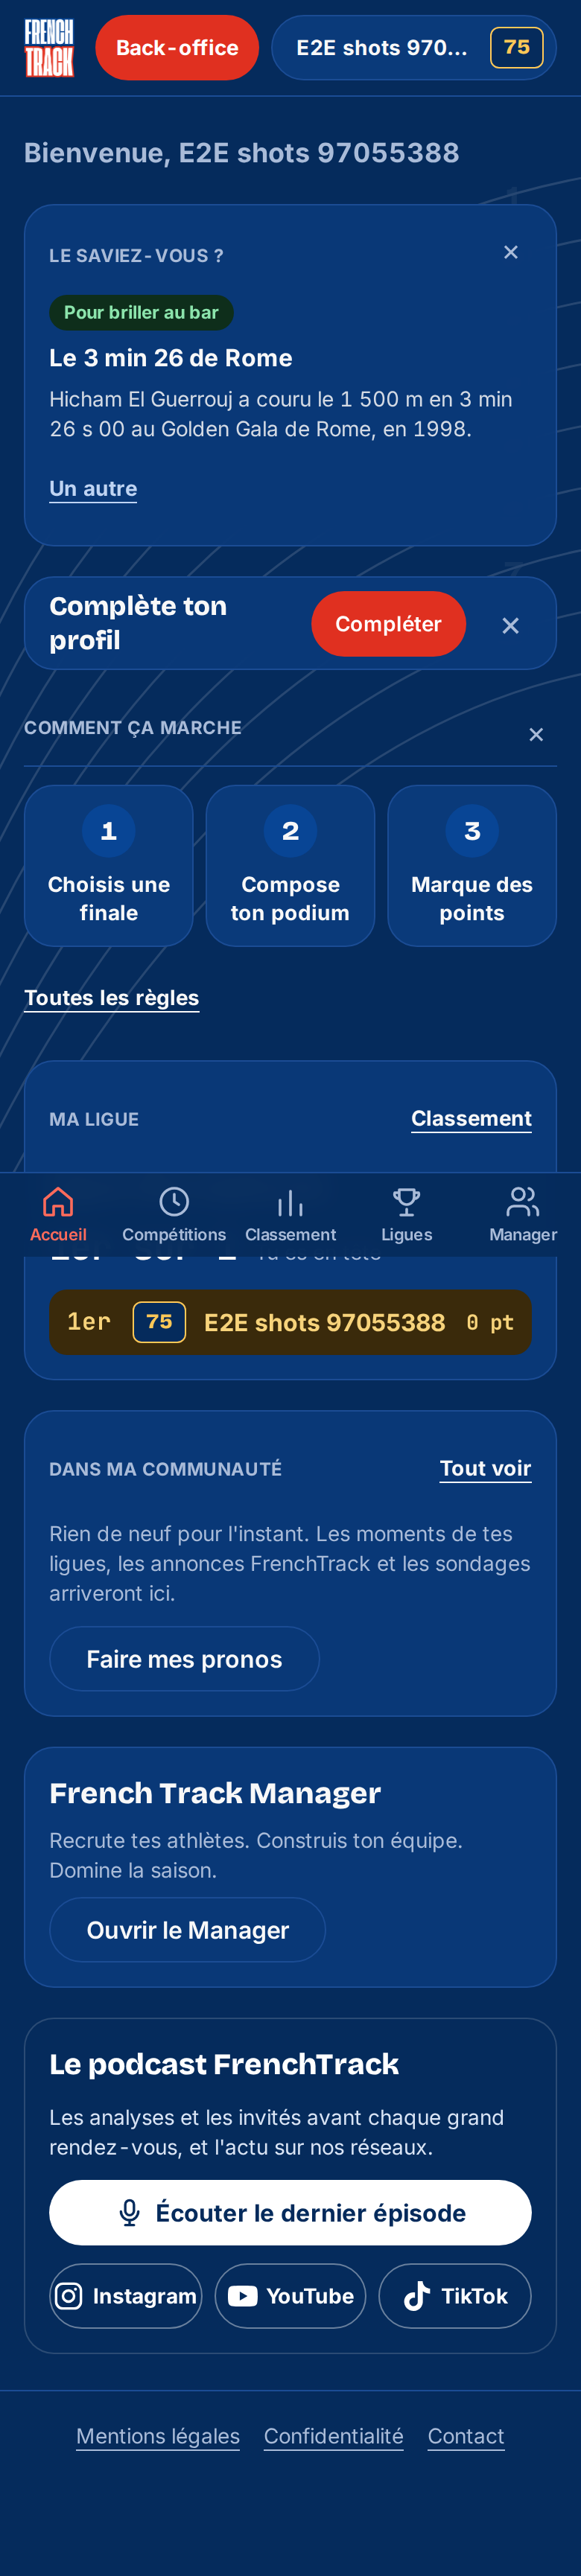 FRENCH
TRACK
Back-office
E2E shots 970...
75
Bienvenue, E2E shots 97055388
LE SAVIEZ-VOUS ?
Pour briller au bar
Le 3 min 26 de Rome
Hicham El Guerrouj a couru le 1 500 m en 3 min
26 s 00 au Golden Gala de Rome, en 1998.
Un autre
Complète ton
profil
Compléter
COMMENT ÇA MARCHE
1
Choisis une
finale
2
Compose
ton podium
3
Marque des
points
Toutes les règles
MA LIGUE
Classement
Accueil
Compétitions
Classement
Ligues
Manager
1er
75
E2E shots 97055388
0 pt
DANS MA COMMUNAUTÉ
Tout voir
Rien de neuf pour l'instant. Les moments de tes
ligues, les annonces FrenchTrack et les sondages
arriveront ici.
Faire mes pronos
French Track Manager
Recrute tes athlètes. Construis ton équipe.
Domine la saison.
Ouvrir le Manager
Le podcast FrenchTrack
Les analyses et les invités avant chaque grand
rendez-vous, et l'actu sur nos réseaux.
Écouter le dernier épisode
Instagram
YouTube
TikTok
Mentions légales
Confidentialité
Contact